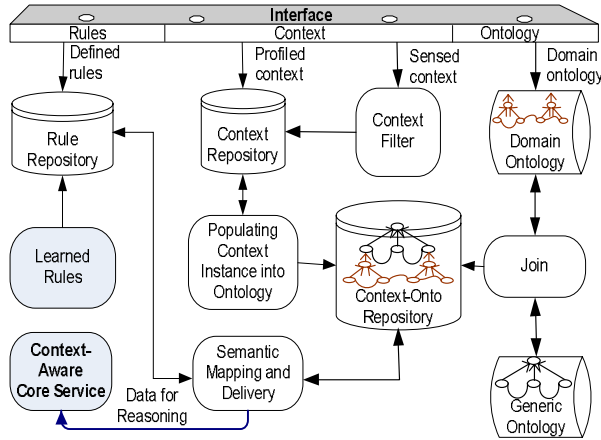 Interface
Rules
Context
Ontology
Defined
rules
Profiled
context
Sensed
context
Domain
ontology
Rule
Repository
Context
Repository
Context
Filter
Domain
Ontology
Learned
Rules
Populating
Context
Instance into
Ontology
Context-Onto
Repository
Join
Context-
Aware
Core Service
Data for
Reasoning
Semantic
Mapping and
Delivery
Generic
Ontology